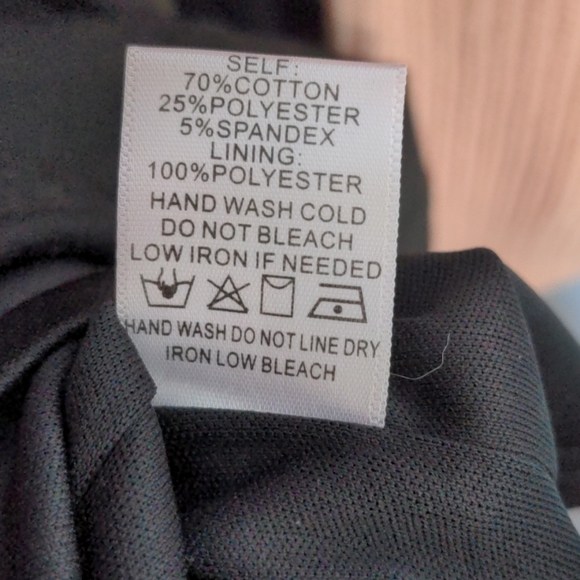 SELF:
70%COTTON
25%POLYESTER
5%SPANDEX
LINING:
100%POLYESTER
HAND WASH COLD
DO NOT BLEACH
LOW IRON IF NEEDED
HAND WASH DO NOT LINE DRY
IRON LOW BLEACH